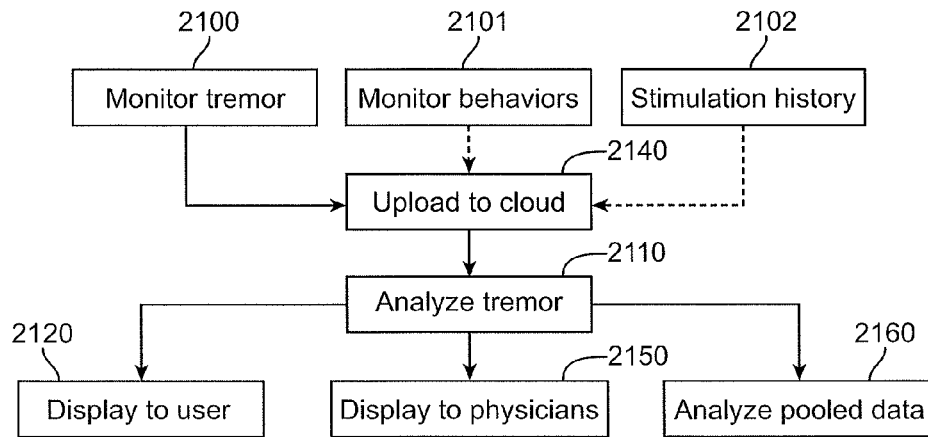 2100
2101
2102
Monitor tremor
Monitor behaviors
Stimulation history
2140
Upload to cloud
2110
Analyze tremor
2120
2150
2160
Display to user
Display to physicians
Analyze pooled data